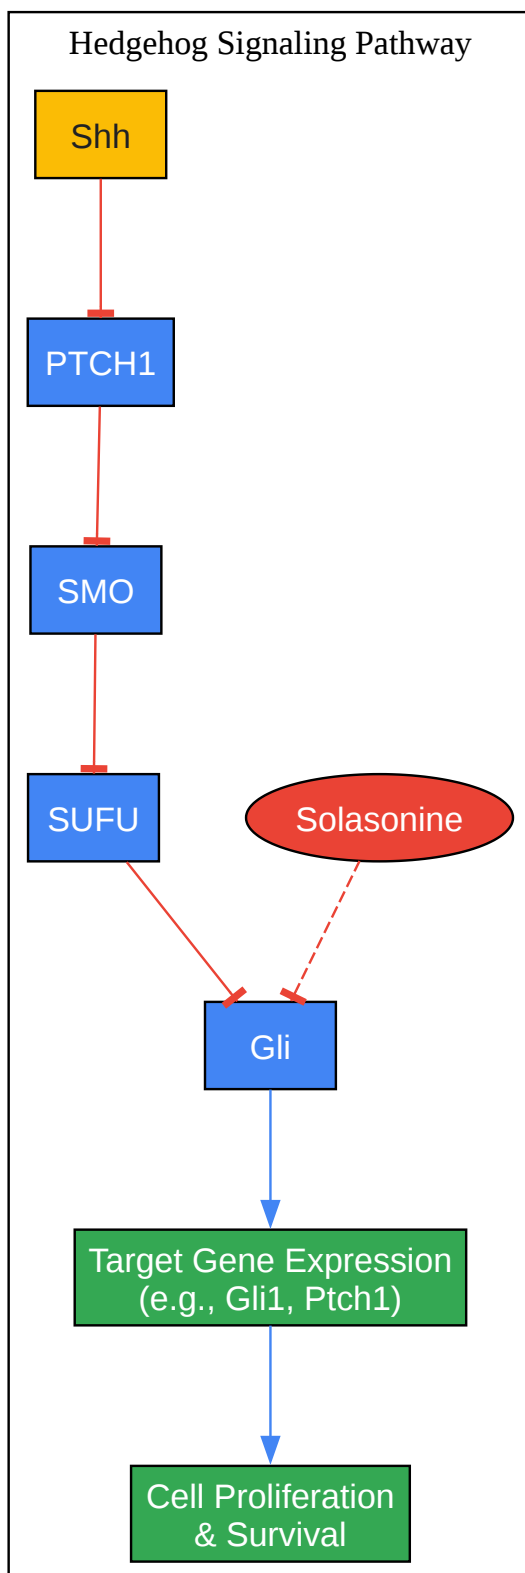 Hedgehog Signaling Pathway
Shh
PTCH1
SMO
SUFU
Solasonine
Gli
Target Gene Expression
(e.g., Gli1, Ptch1)
Cell Proliferation
& Survival